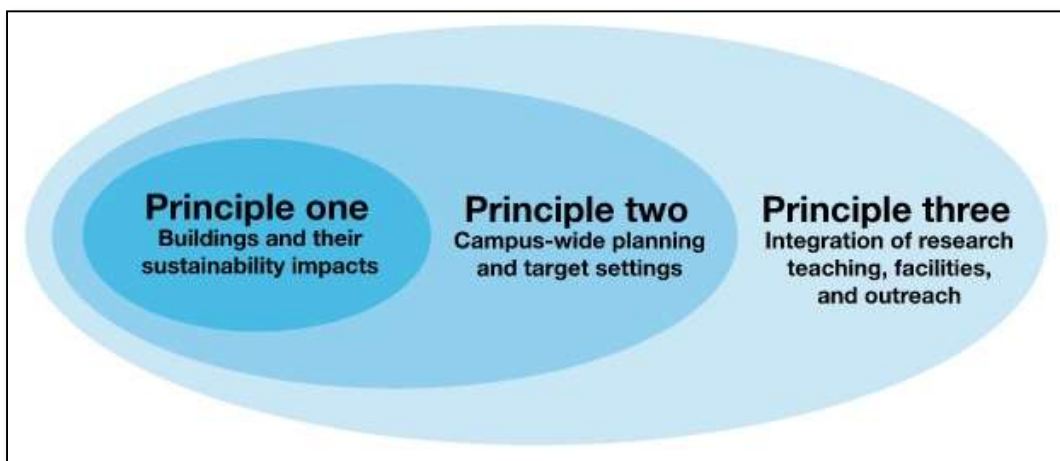 Principle one
Buildings and their
sustainability impacts
Principle two
Campus-wide planning
and target settings
Principle three
Integration of research
teaching, facilities,
and outreach